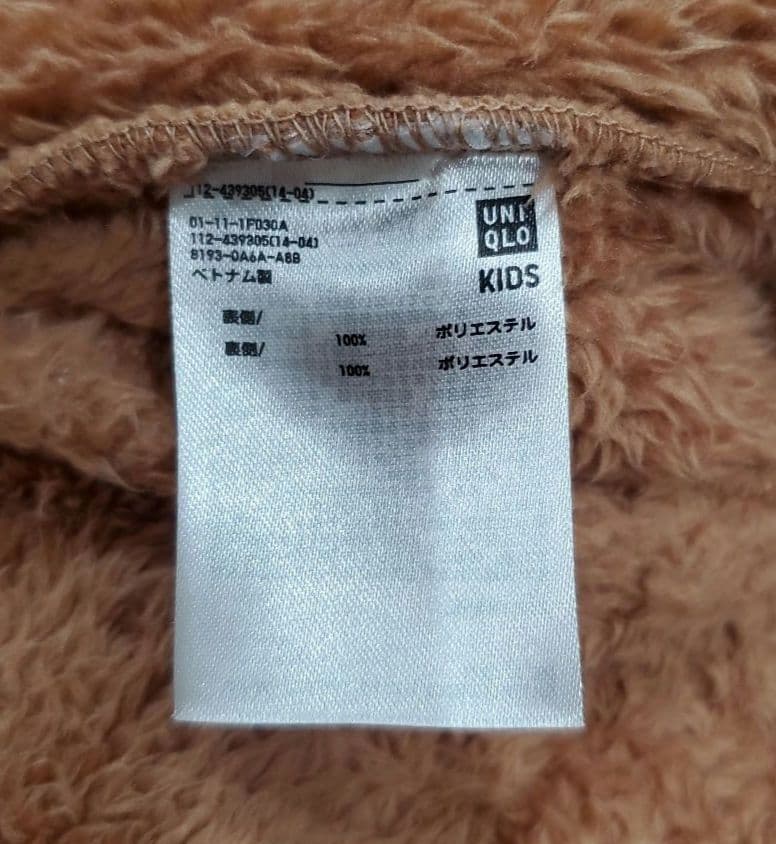 112-439305(14-04)
UNI
QLO
KIDS
01-11-1F030A
112-439305(14-04)
8193-0A6A-A8B
ベトナム製
表側/ 100% ポリエステル
裏側/ 100% ポリエステル